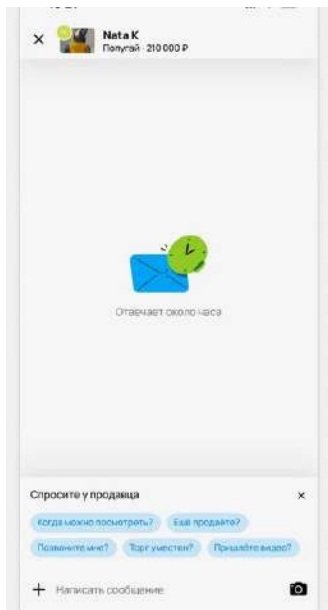 Nata K
Попугай · 210 000 ₽
Отвечает около часа
Спросите у продавца
Когда можно посмотреть? Ещё продаёте?
Позвоните мне? Торг уместен? Пришлёте видео?
Написать сообщение